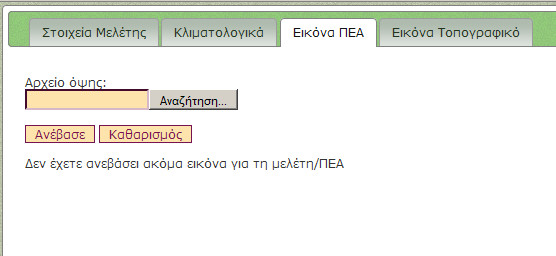 Στοιχεία Μελέτης Κλιματολογικά Εικόνα ΠΕΑ Εικόνα Τοπογραφικό
Αρχείο όψης:
Αναζήτηση...
Ανέβασε Καθαρισμός
Δεν έχετε ανεβάσει ακόμα εικόνα για τη μελέτη/ΠΕΑ